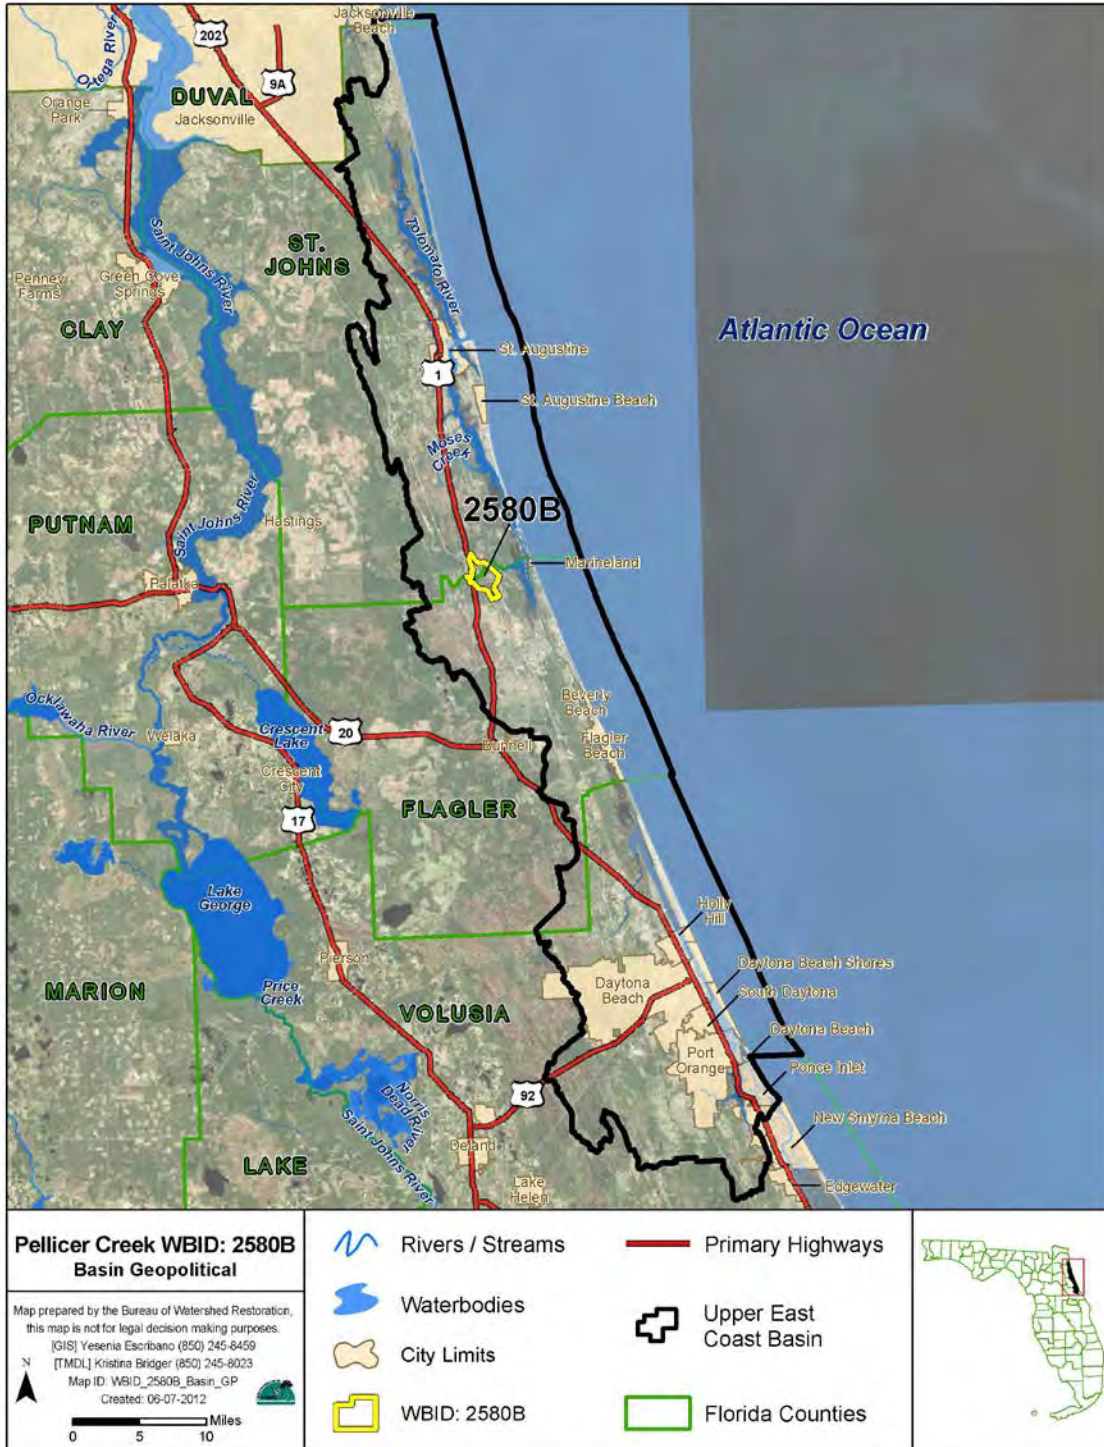 Jacksonville
Beach
202
9A
Ortega River
DUVAL
Jacksonville
Orange
Park
Saint Johns River
ST.
JOHNS
Tolomato River
Penney
Farms
Green Cove
Springs
CLAY
Atlantic Ocean
St. Augustine
1
St. Augustine Beach
Moses
Creek
2580B
Saint Johns River
Hastings
PUTNAM
Marineland
Palatka
Ocklawaha River
Welaka
Crescent
Lake
20
Crescent
City
Bunnell
Beverly
Beach
Flagler
Beach
17
FLAGLER
Lake
George
Holly
Hill
Pierson
Daytona Beach Shores
MARION
Price
Creek
Daytona
Beach
South Daytona
VOLUSIA
Daytona Beach
Port
Orange
Ponce Inlet
92
Norris
Dead River
New Smyrna Beach
Saint Johns River
Deland
LAKE
Lake
Helen
Edgewater
Pellicer Creek WBID: 2580B
Basin Geopolitical
Map prepared by the Bureau of Watershed Restoration,
this map is not for legal decision making purposes.
[GIS] Yesenia Escribano (850) 245-8459
[TMDL] Kristina Bridger (850) 245-8023
Map ID: WBID_2580B_Basin_GP
Created: 06-07-2012
N
Miles
0 5 10
Rivers / Streams
Waterbodies
City Limits
WBID: 2580B
Primary Highways
Upper East
Coast Basin
Florida Counties